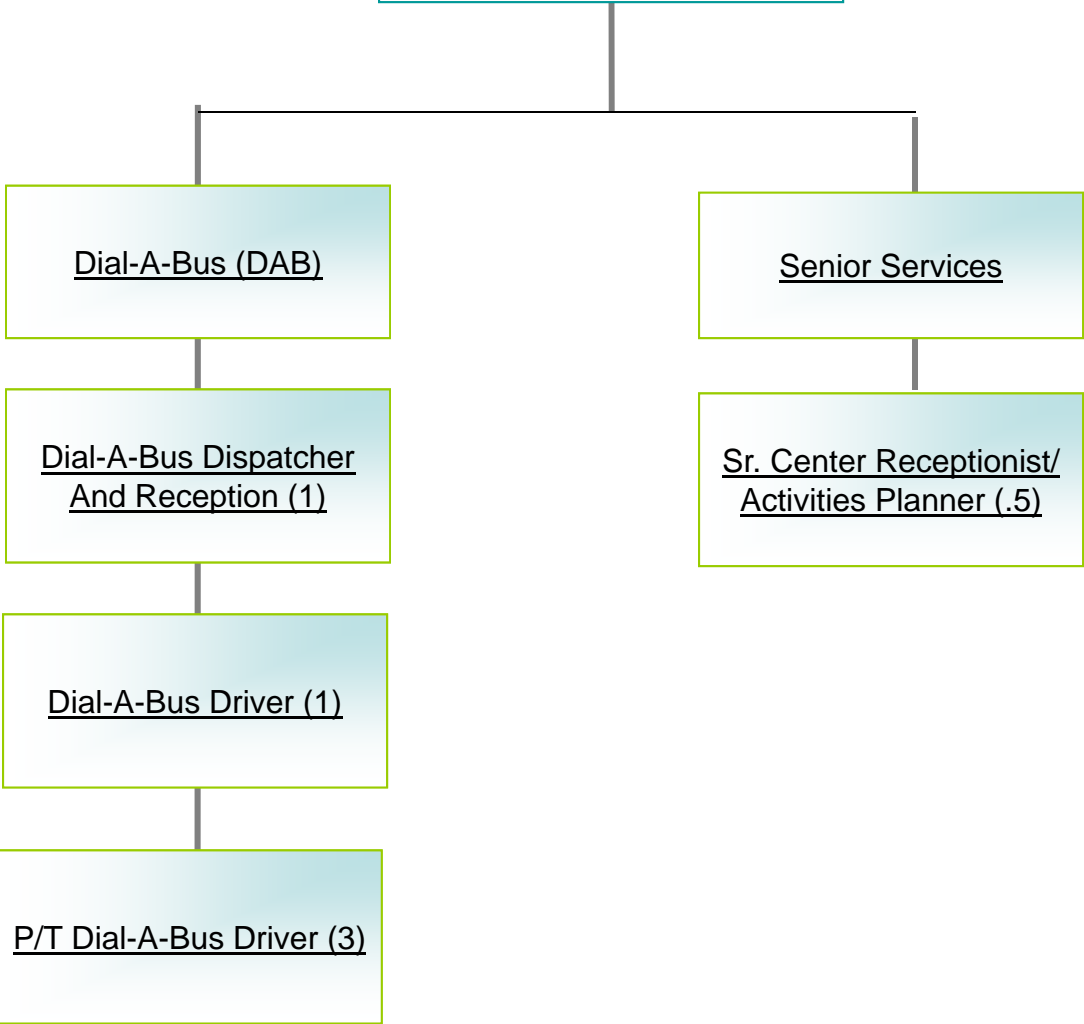 Dial-A-Bus (DAB)
Senior Services
Dial-A-Bus Dispatcher
And Reception (1)
Sr. Center Receptionist/
Activities Planner (.5)
Dial-A-Bus Driver (1)
P/T Dial-A-Bus Driver (3)